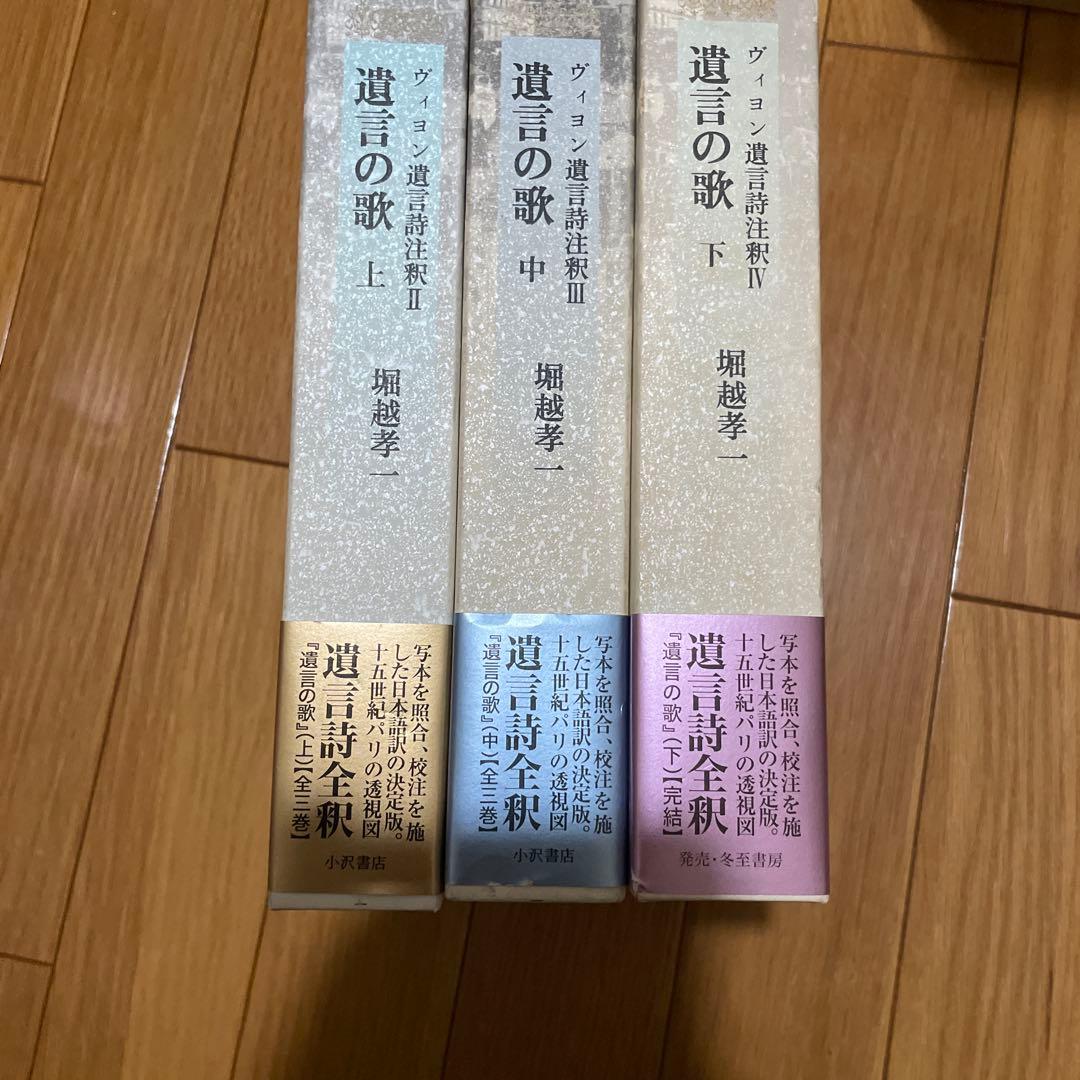 ヴィヨン遺言詩注釈Ⅱ
遺言の歌 上
堀越孝一
写本を照合、校注を施
した日本語訳の決定版。
十五世紀パリの透視図
遺言詩全釈
『遺言の歌』(上)【全三巻】
小沢書店
ヴィヨン遺言詩注釈Ⅲ
遺言の歌 中
堀越孝一
写本を照合、校注を施
した日本語訳の決定版。
十五世紀パリの透視図
遺言詩全釈
『遺言の歌』(中)【全三巻】
小沢書店
ヴィヨン遺言詩注釈Ⅳ
遺言の歌 下
堀越孝一
写本を照合、校注を施
した日本語訳の決定版。
十五世紀パリの透視図
遺言詩全釈
『遺言の歌』(下)【完結】
発売・冬至書房